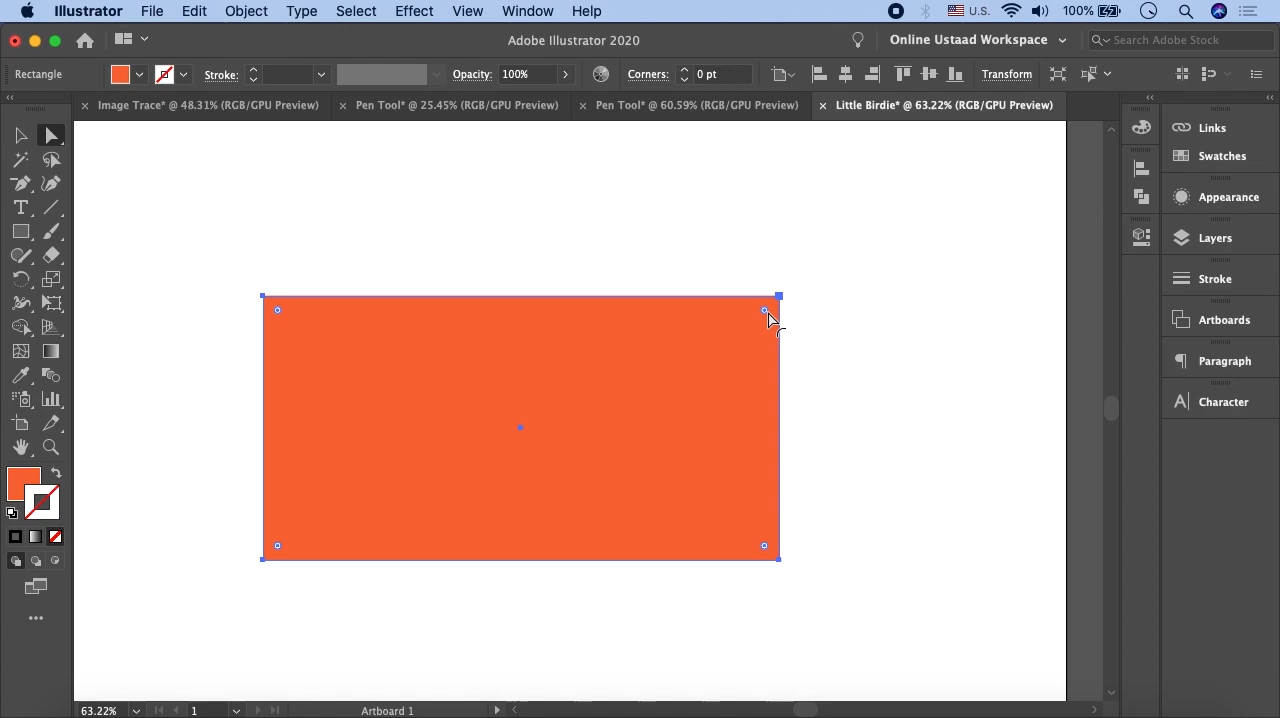 Illustrator File Edit Object Type Select Effect View Window Help U.S. 100%
Adobe Illustrator 2020 Online Ustaad Workspace Search Adobe Stock
Rectangle Stroke: Opacity: 100% Corners: 0 pt Transform
Image Trace* @ 48.31% (RGB/GPU Preview) Pen Tool* @ 25.45% (RGB/GPU Preview) Pen Tool* @ 60.59% (RGB/GPU Preview) Little Birdie* @ 63.22% (RGB/GPU Preview)
Links
Swatches
Appearance
Layers
Stroke
Artboards
Paragraph
Character
63.22% 1 Artboard 1